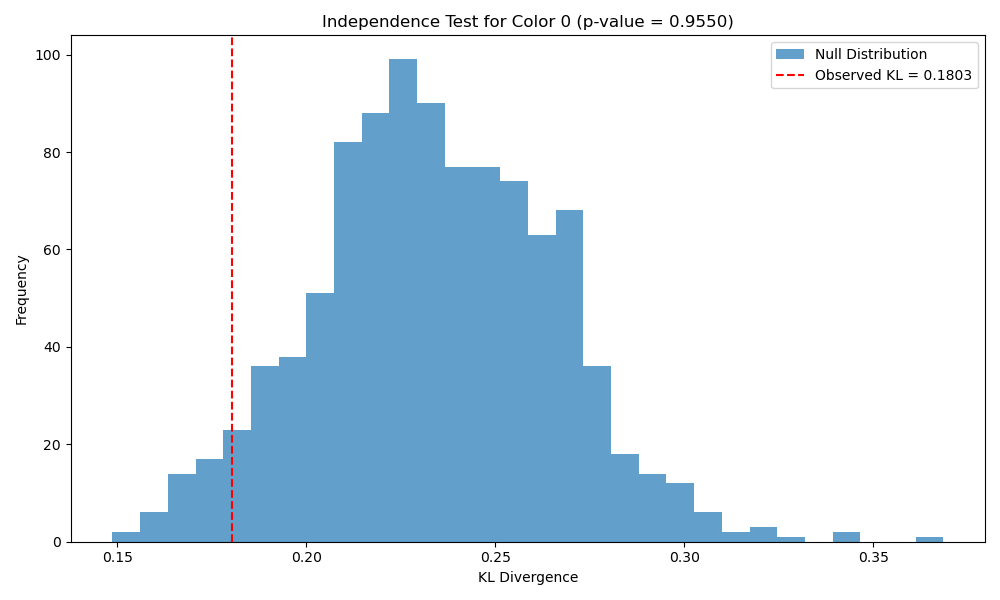 Independence Test for Color 0 (p-value = 0.9550)
Null Distribution
Observed KL = 0.1803
Frequency
100
80
60
40
20
0
0.15 0.20 0.25 0.30 0.35
KL Divergence